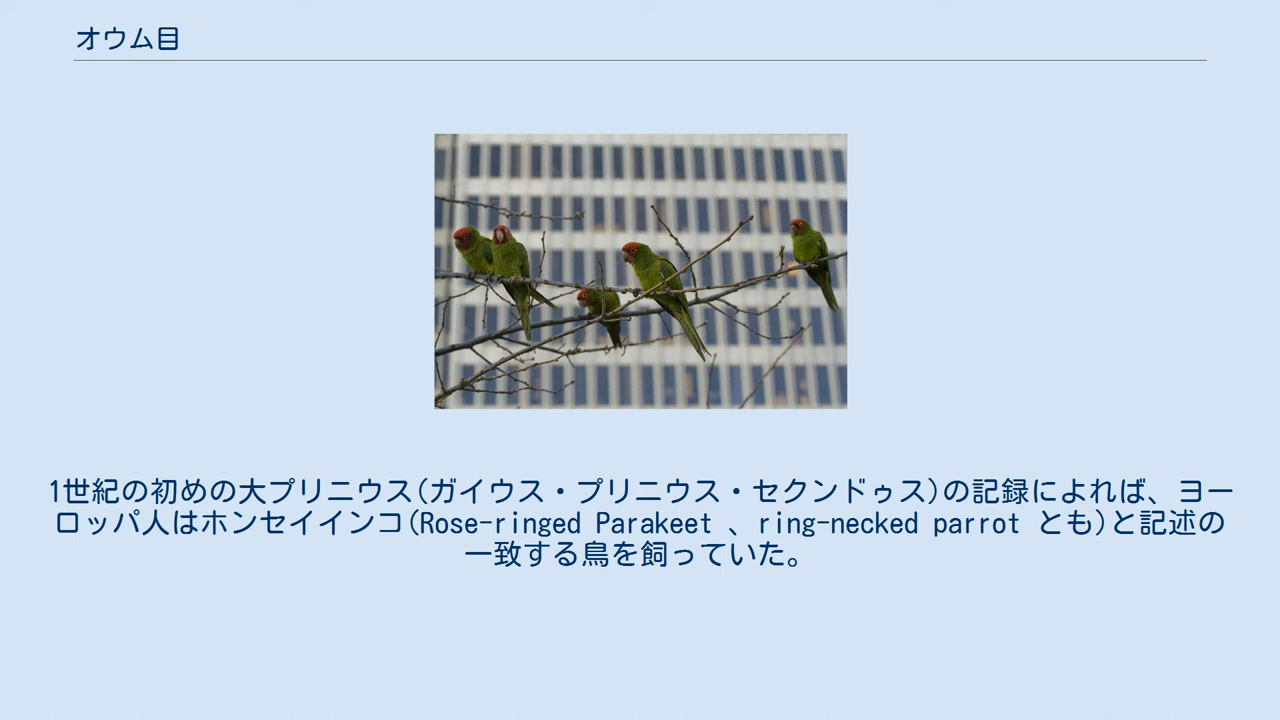 オウム目
1世紀の初めの大プリニウス(ガイウス・プリニウス・セクンドゥス)の記録によれば、ヨー
ロッパ人はホンセイインコ(Rose-ringed Parakeet 、ring-necked parrot とも)と記述の
一致する鳥を飼っていた。